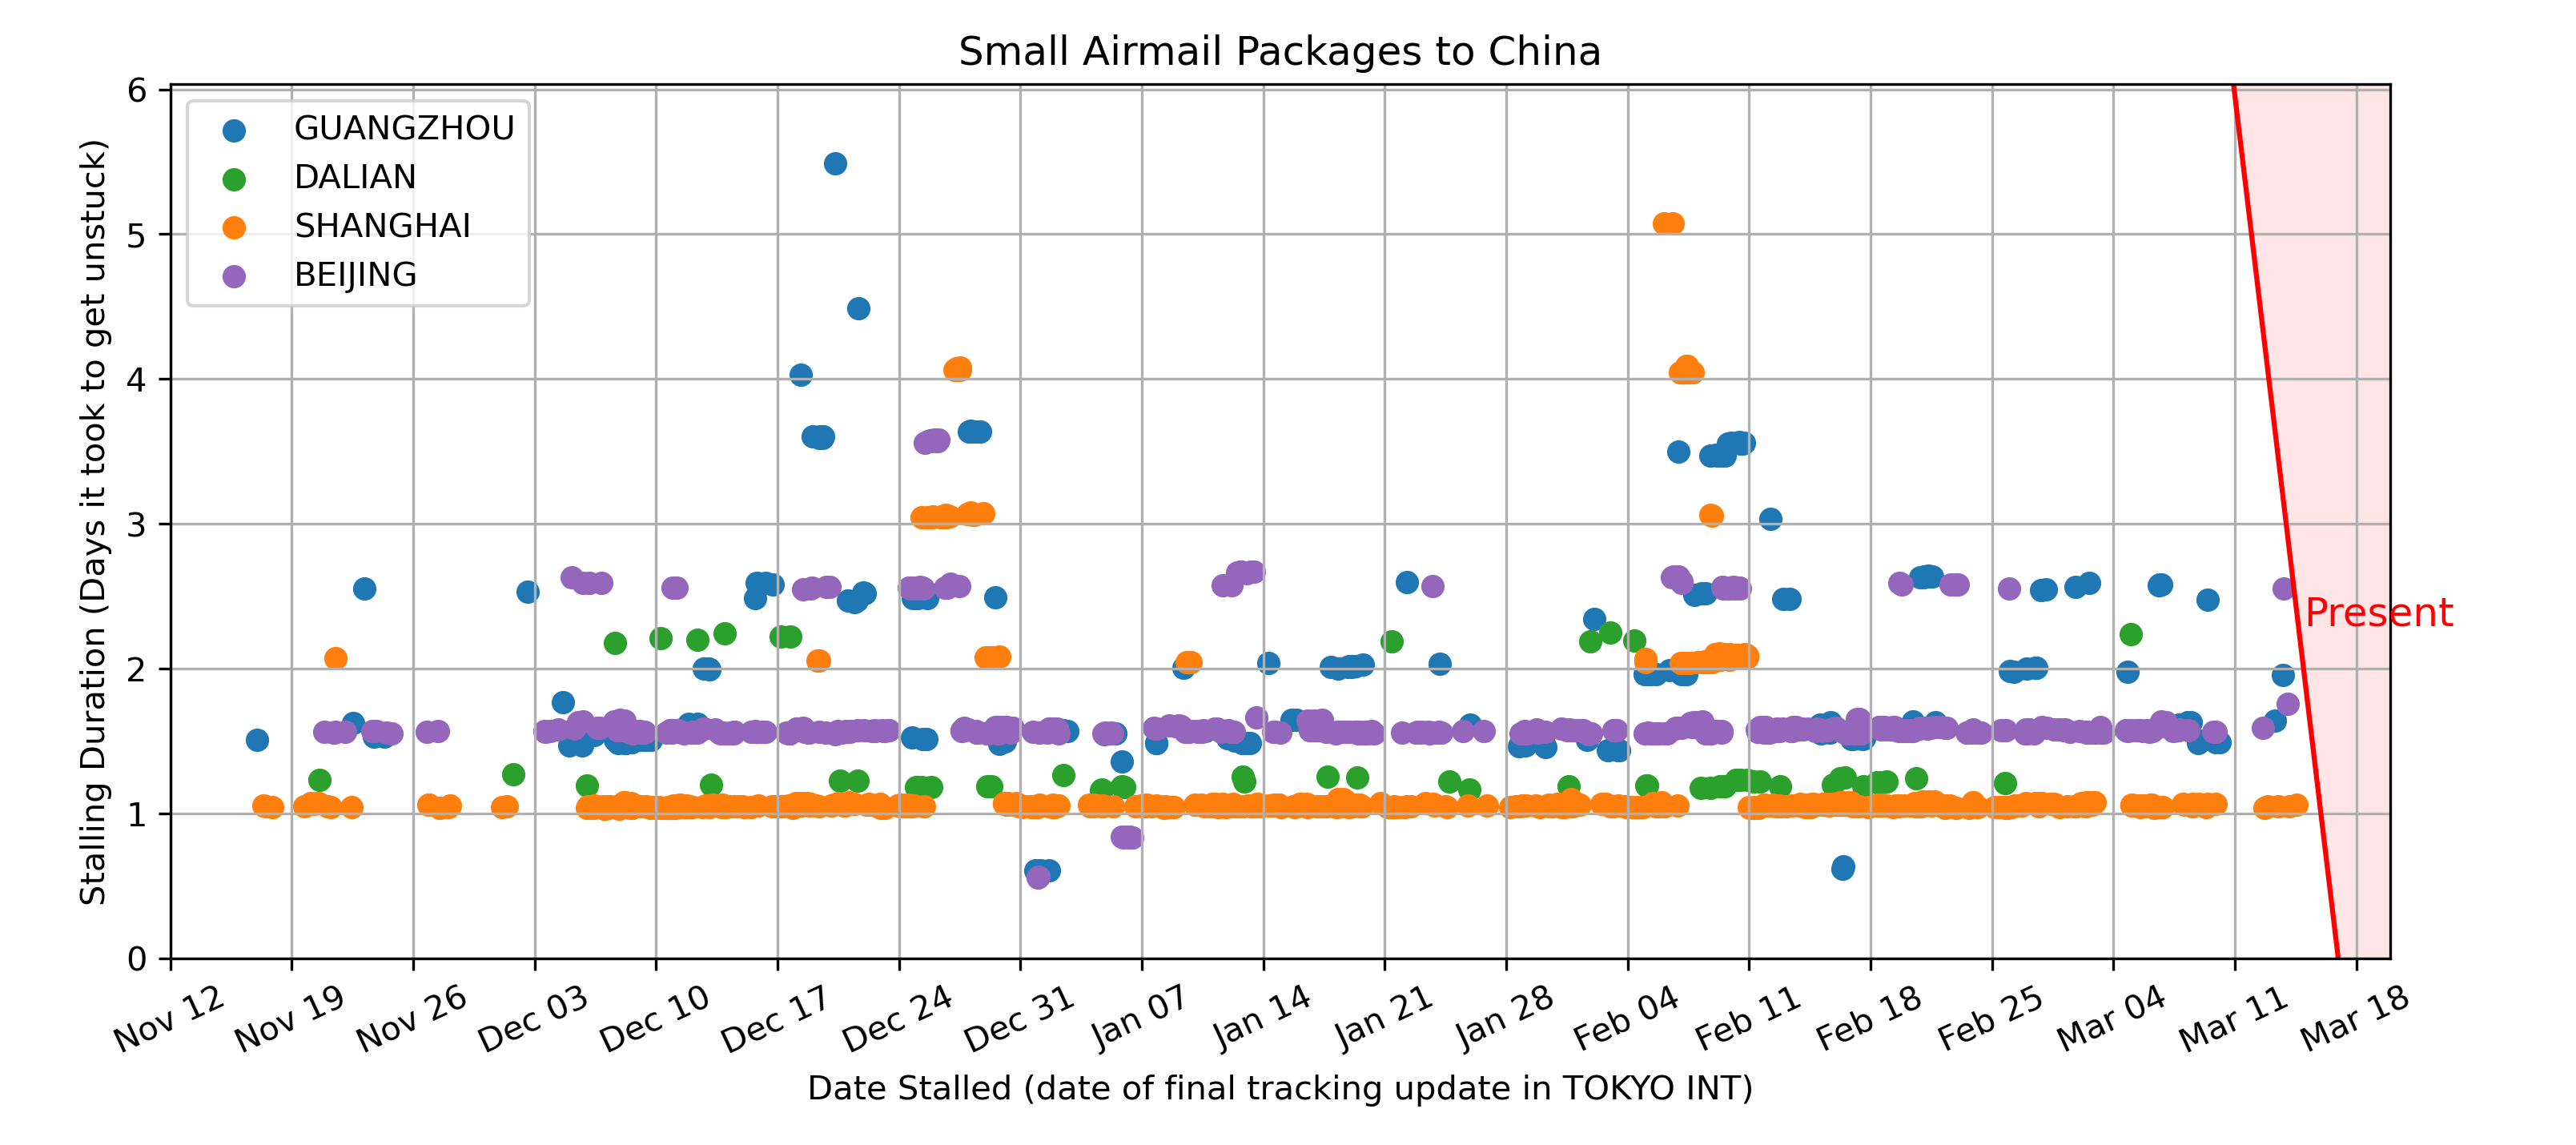 Small Airmail Packages to China
Stalling Duration (Days it took to get unstuck)
6
5
4
3
2
1
0
GUANGZHOU
DALIAN
SHANGHAI
BEIJING
Present
Nov 12
Nov 19
Nov 26
Dec 03
Dec 10
Dec 17
Dec 24
Dec 31
Jan 07
Jan 14
Jan 21
Jan 28
Feb 04
Feb 11
Feb 18
Feb 25
Mar 04
Mar 11
Mar 18
Date Stalled (date of final tracking update in TOKYO INT)